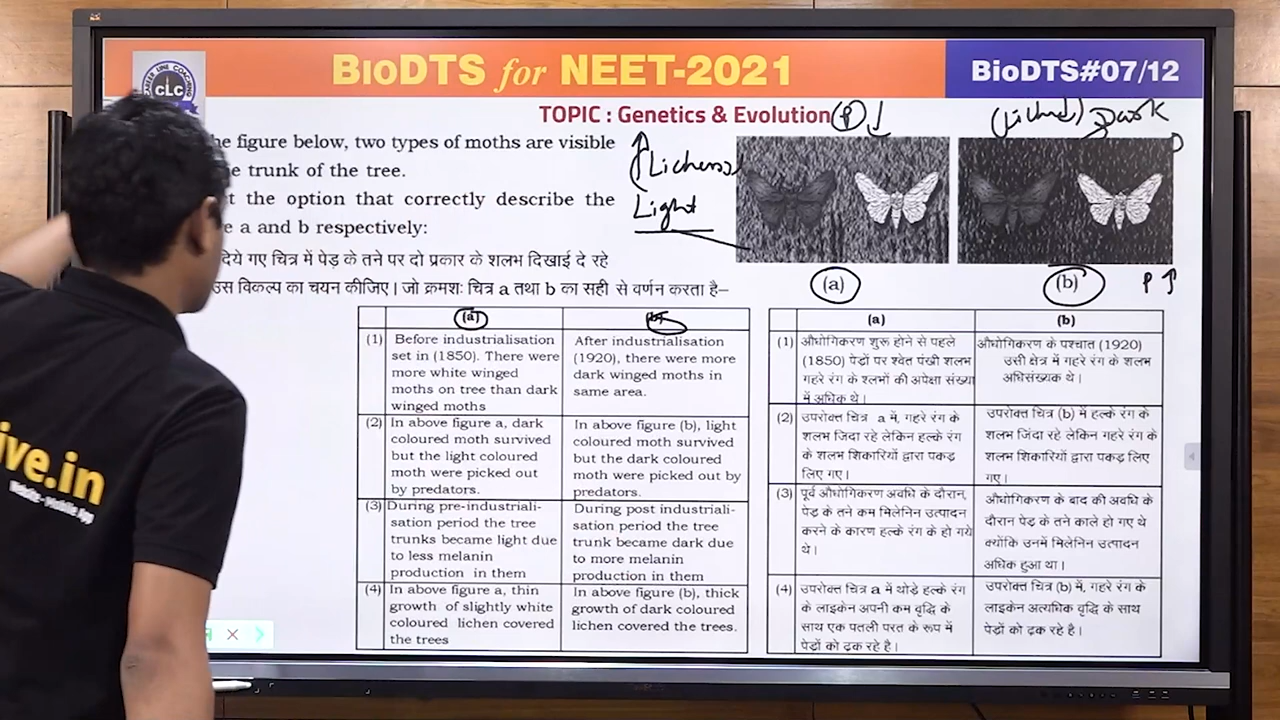 BIODTS for NEET-2021
BIODTS#07/12
CLC
TOPIC : Genetics & Evolution
(P) ↓
Dark
he figure below, two types of moths are visible
e trunk of the tree.
t the option that correctly describe the
e a and b respectively:
(Lichens)
Light
दिये गए चित्र में पेड़ के तने पर दो प्रकार के शलभ दिखाई दे रहे
उस विकल्प का चयन कीजिए। जो क्रमशः चित्र a तथा b का सही से वर्णन करता है–
(a)
(b)
P ↑
(a)
(1) Before industrialisation
set in (1850). There were
more white winged
moths on tree than dark
winged moths
After industrialisation
(1920), there were more
dark winged moths in
same area.
(2) In above figure a, dark
coloured moth survived
but the light coloured
moth were picked out
by predators.
In above figure (b), light
coloured moth survived
but the dark coloured
moth were picked out by
predators.
(3) During pre-industriali-
sation period the tree
trunks became light due
to less melanin
production in them
During post industriali-
sation period the tree
trunk became dark due
to more melanin
production in them
(4) In above figure a, thin
growth of slightly white
coloured lichen covered
the trees
In above figure (b), thick
growth of dark coloured
lichen covered the trees.
(a)
(b)
(1) औधोगिकरण शुरू होने से पहले
(1850) पेढों पर श्वेत पंखी शलभ
गहरे रंग के श्लभों की अपेक्षा संख्या
में अधिक थे।
औधोगिकरण के पश्चात (1920)
उसी क्षेत्र में गहरे रंग के शलभ
अधिसंख्यक थे।
(2) उपरोक्त चित्र a में, गहरे रंग के
शलभ जिंदा रहे लेकिन हल्के रंग
के शलभ शिकारियों द्वारा पकड़
लिए गए।
उपरोक्त चित्र (b) में हल्के रंग के
शलभ जिंदा रहे लेकिन गहरे रंग के
शलभ शिकारियों द्वारा पकड़ लिए
गए।
(3) पूर्व औधोगिकरण अवधि के दौरान,
पेड़ के तने कम मिलेनिन उत्पादन
करने के कारण हल्के रंग के हो गये
थे।
औधोगिकरण के बाद की अवधि के
दौरान पेड़ के तने काले हो गए थे
क्योंकि उनमें मिलेनिन उत्पादन
अधिक हुआ था।
(4) उपरोक्त चित्र a में थोड़े हल्के रंग
के लाइकेन अपनी कम वृद्धि के
साथ एक पतली परत के रूप में
पेड़ों को ढ़क रहे है।
उपरोक्त चित्र (b) में, गहरे रंग के
लाइकेन अत्यधिक वृद्धि के साथ
पेड़ों को ढ़क रहे है।
ive.in